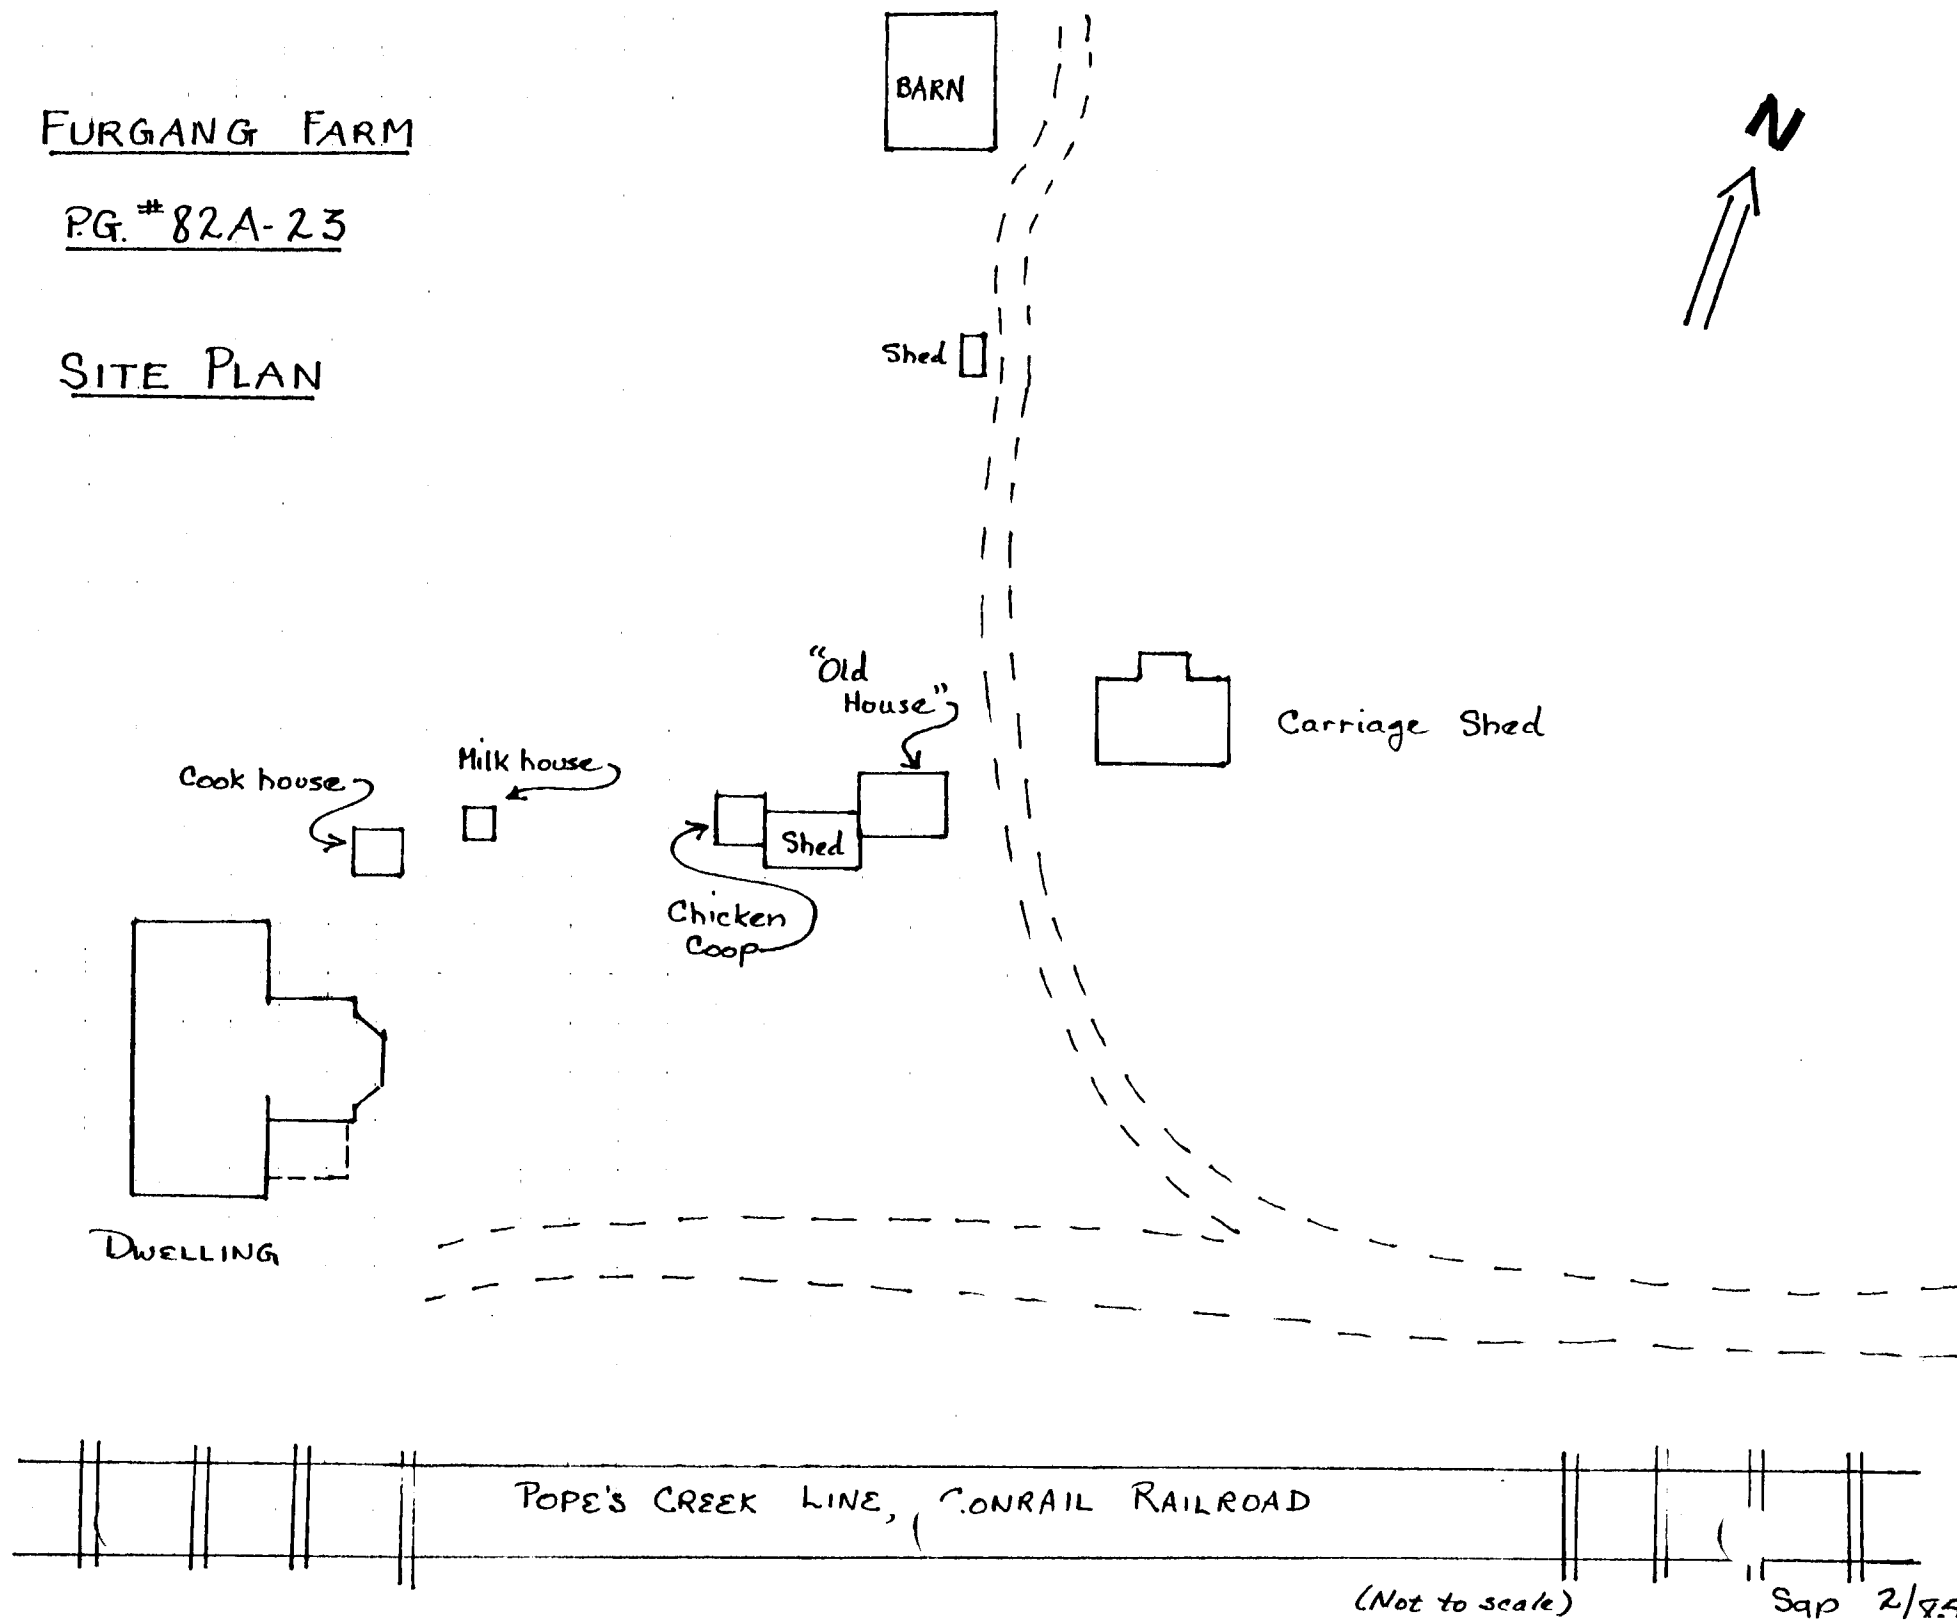 FURGANG FARM
P.G. #82A-23
SITE PLAN
BARN
N
Shed
"Old
House"
Carriage Shed
Milk house
Cook house
Shed
Chicken
Coop
DWELLING
POPE'S CREEK LINE, CONRAIL RAILROAD
(Not to scale)
Sap